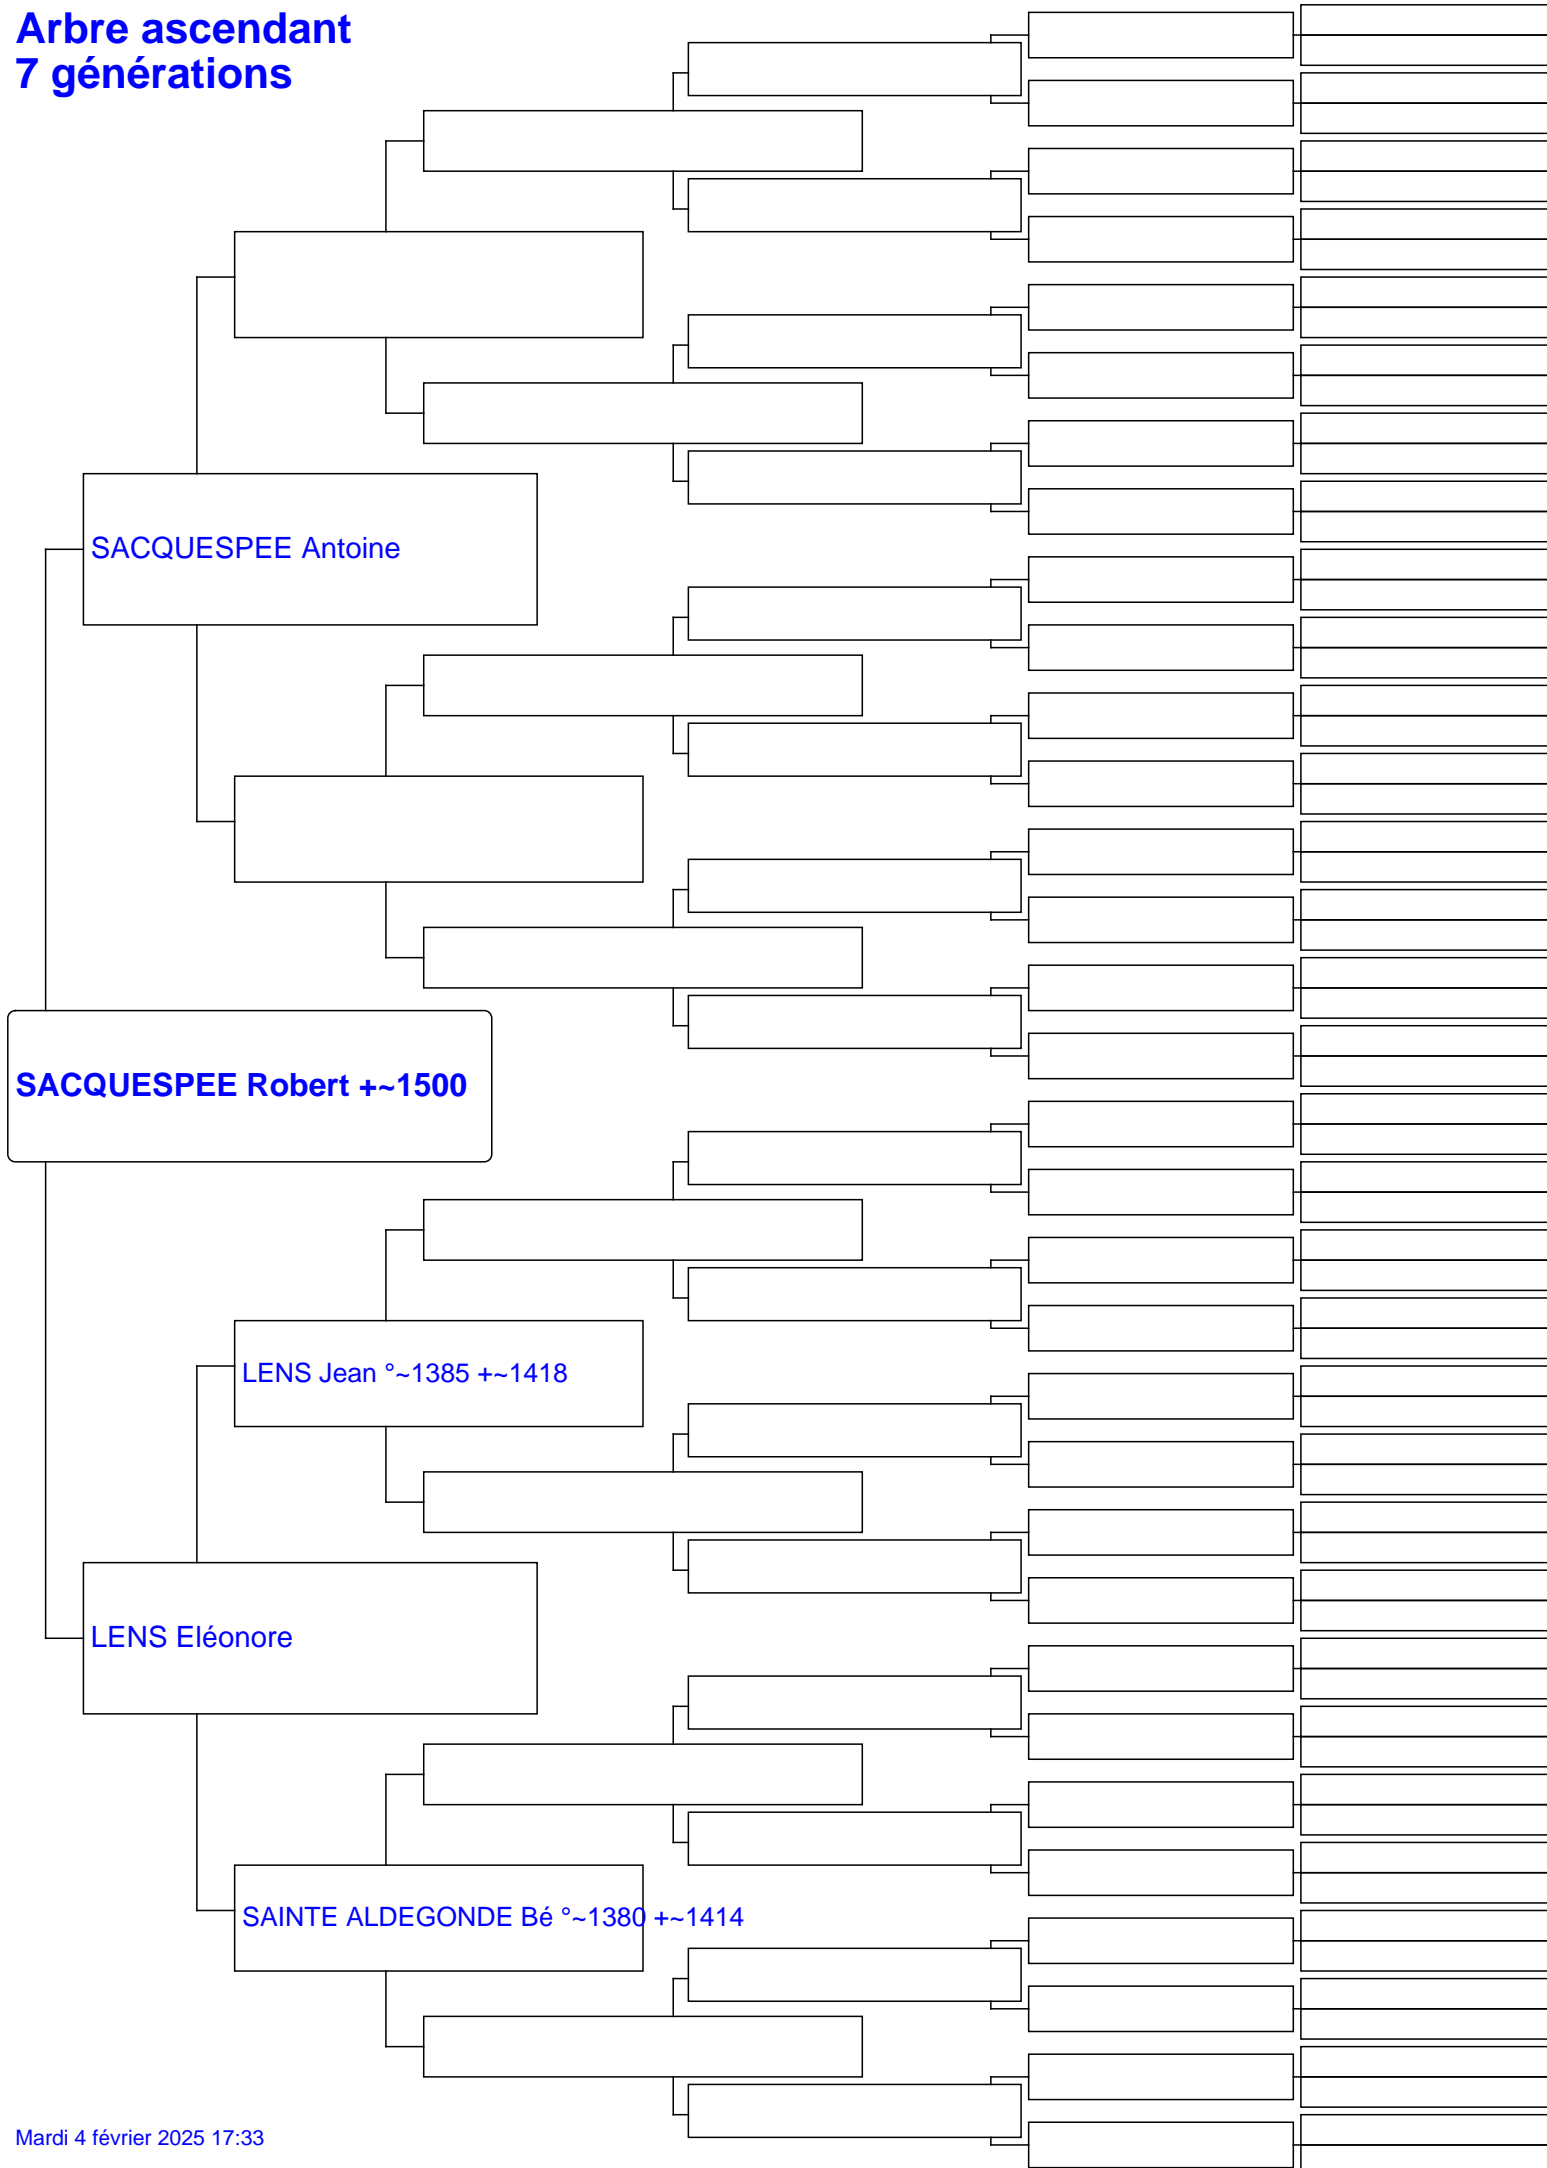 Arbre ascendant
7 générations
SACQUESPEE Antoine
SACQUESPEE Robert +~1500
LENS Jean °~1385 +~1418
LENS Eléonore
SAINTE ALDEGONDE Bé °~1380 +~1414
Mardi 4 février 2025 17:33